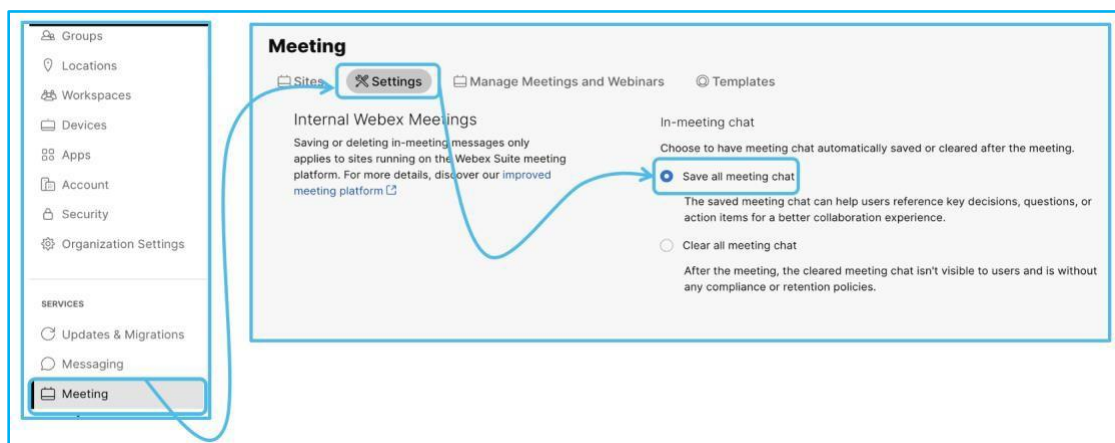 Groups
Locations
Workspaces
Devices
Apps
Account
Security
Organization Settings
SERVICES
Updates & Migrations
Messaging
Meeting
Meeting
Sites
Settings
Manage Meetings and Webinars
Templates
Internal Webex Meetings
Saving or deleting in-meeting messages only
applies to sites running on the Webex Suite meeting
platform. For more details, discover our improved
meeting platform
In-meeting chat
Choose to have meeting chat automatically saved or cleared after the meeting.
Save all meeting chat
The saved meeting chat can help users reference key decisions, questions, or
action items for a better collaboration experience.
Clear all meeting chat
After the meeting, the cleared meeting chat isn't visible to users and is without
any compliance or retention policies.